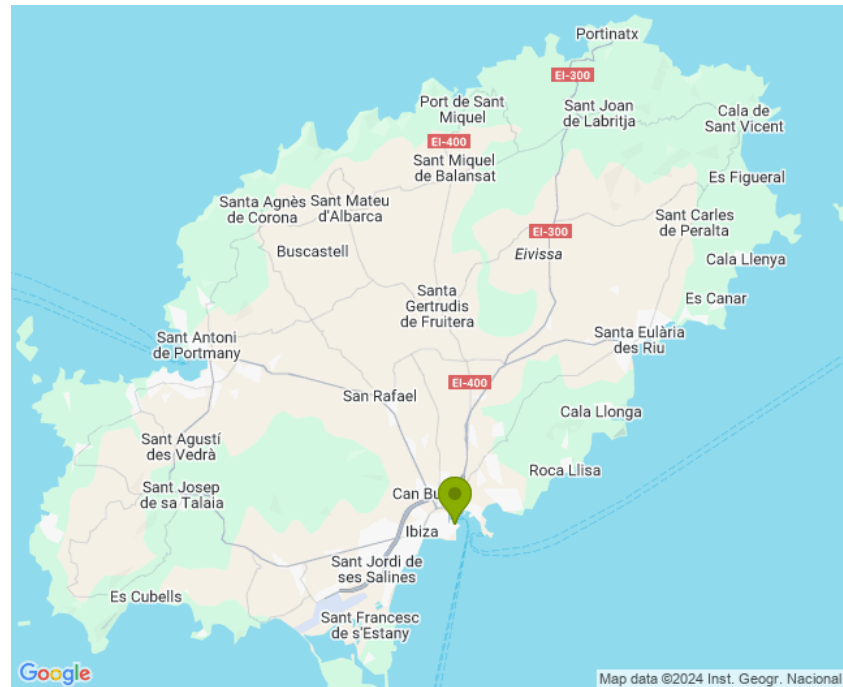 Portinatx
EI-300
Port de Sant
Miquel
Sant Joan
de Labritja
Cala de
Sant Vicent
EI-400
Sant Miquel
de Balansat
Es Figueral
Santa Agnès
de Corona
Sant Mateu
d'Albarca
Sant Carles
de Peralta
EI-300
Buscastell
Eivissa
Cala Llenya
Santa
Gertrudis
de Fruitera
Es Canar
Sant Antoni
de Portmany
Santa Eulària
des Riu
EI-400
San Rafael
Cala Llonga
Sant Agustí
des Vedrà
Roca Llisa
Sant Josep
de sa Talaia
Can Bu
Ibiza
Sant Jordi de
ses Salines
Es Cubells
Sant Francesc
de s'Estany
Google
Map data ©2024 Inst. Geogr. Nacional